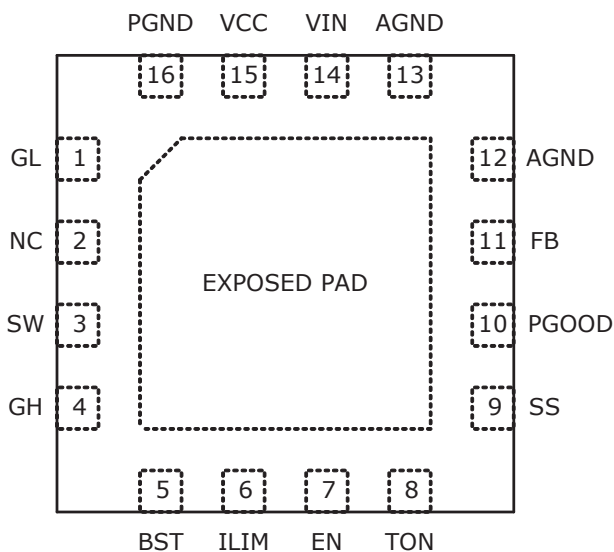 PGND VCC VIN AGND
16 15 14 13
GL 1 12 AGND
NC 2 11 FB
EXPOSED PAD
SW 3 10 PGOOD
GH 4 9 SS
5 6 7 8
BST ILIM EN TON